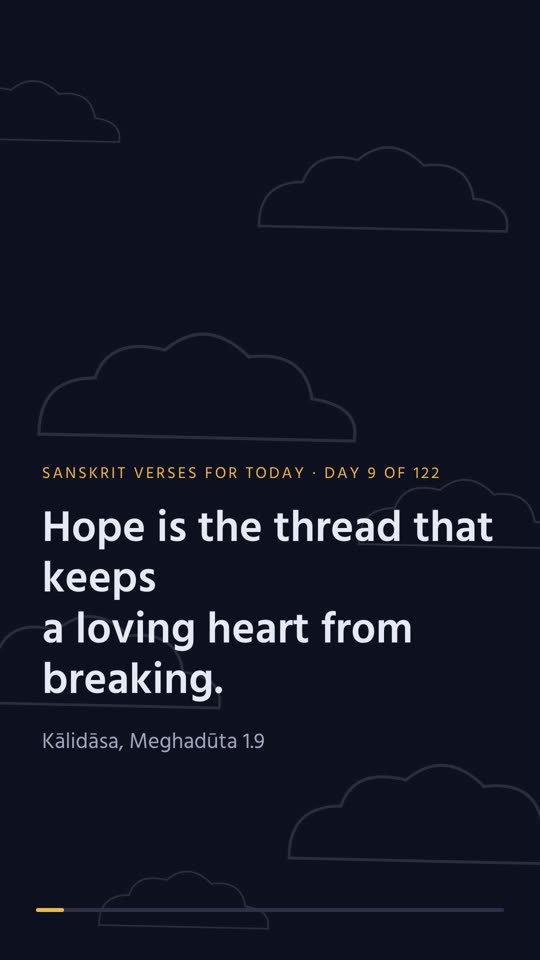 SANSKRIT VERSES FOR TODAY · DAY 9 OF 122
Hope is the thread that
keeps
a loving heart from
breaking.
Kālidāsa, Meghadūta 1.9